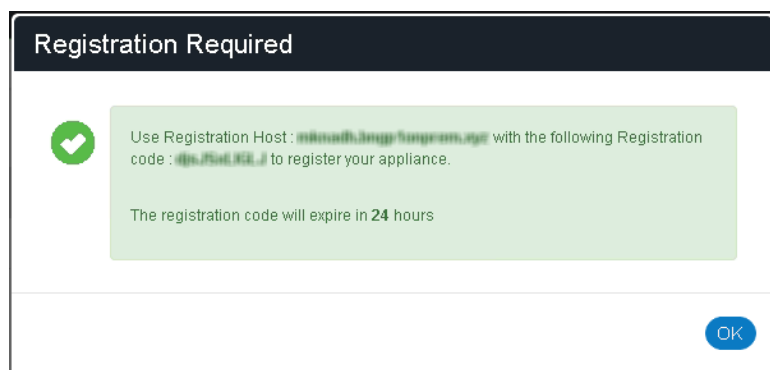 Registration Required
Use Registration Host : with the following Registration
code : to register your appliance.
The registration code will expire in 24 hours
OK